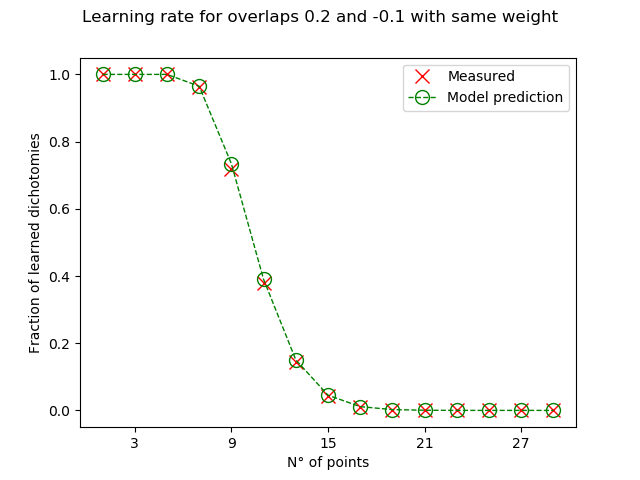 Learning rate for overlaps 0.2 and -0.1 with same weight
Measured
Model prediction
1.0
0.8
0.6
0.4
0.2
0.0
Fraction of learned dichotomies
3 9 15 21 27
N° of points